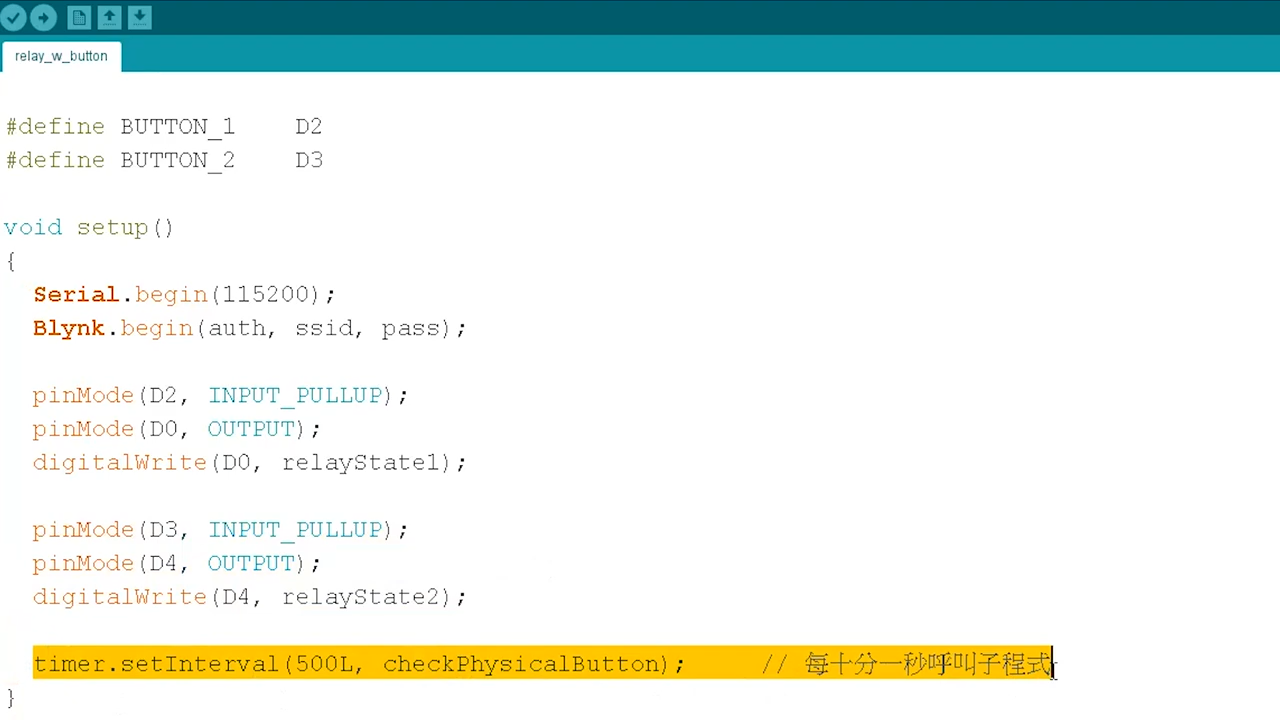 relay_w_button
#define BUTTON_1    D2
#define BUTTON_2    D3
void setup()
{
  Serial.begin(115200);
  Blynk.begin(auth, ssid, pass);
  pinMode(D2, INPUT_PULLUP);
  pinMode(D0, OUTPUT);
  digitalWrite(D0, relayState1);
  pinMode(D3, INPUT_PULLUP);
  pinMode(D4, OUTPUT);
  digitalWrite(D4, relayState2);
  timer.setInterval(500L, checkPhysicalButton);     // 每十分一秒呼叫子程式
}